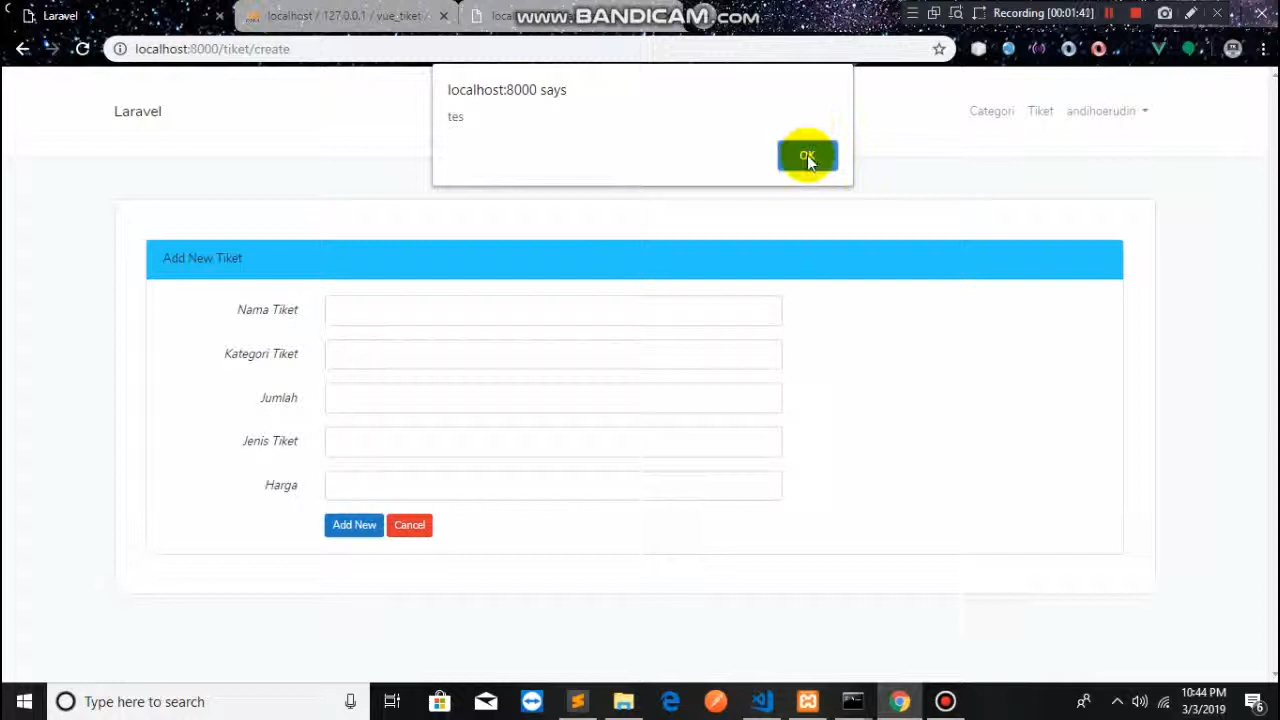 Laravel
localhost / 127.0.0.1 / vue_tiket
www.BANDICAM.com
Recording [00:01:41]
localhost:8000/tiket/create
localhost:8000 says
tes
OK
Laravel
Categori Tiket andihoerudin
Add New Tiket
Nama Tiket
Kategori Tiket
Jumlah
Jenis Tiket
Harga
Add New Cancel
Type here to search
10:44 PM
3/3/2019
6